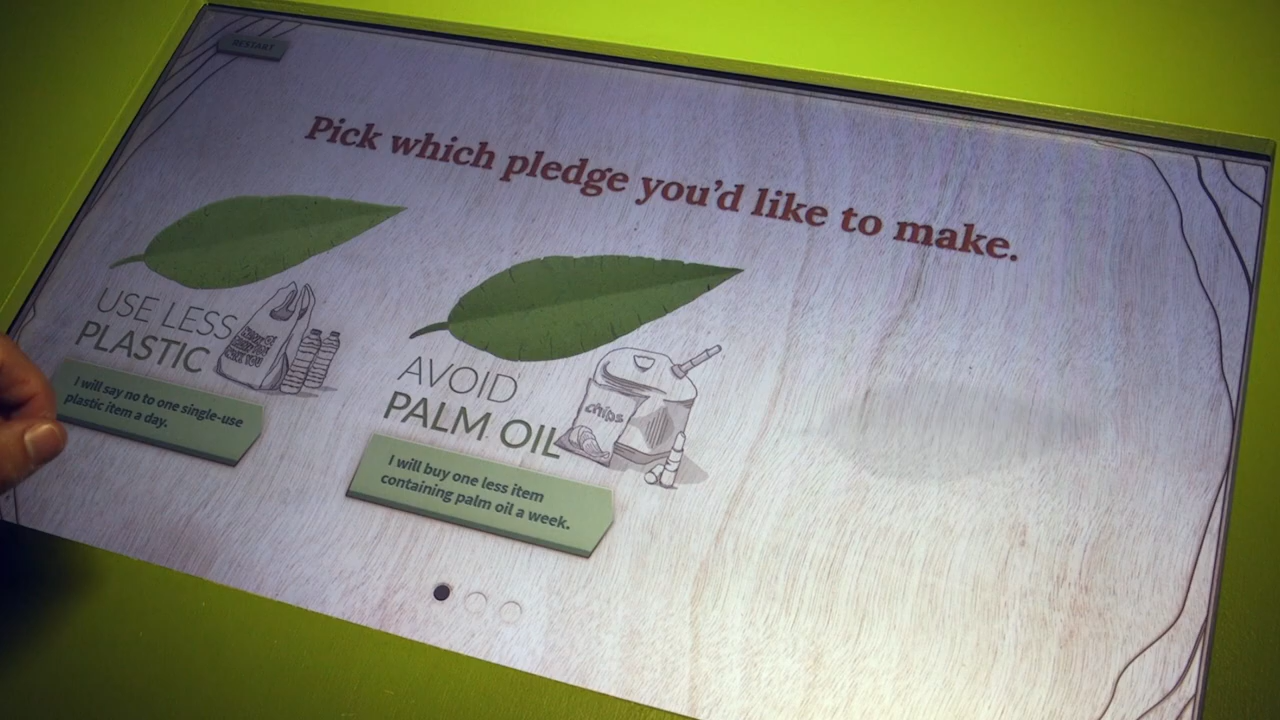 RESTART
Pick which pledge you'd like to make.
USE LESS
PLASTIC
I will say no to one single-use
plastic item a day.
AVOID
PALM OIL
chips
I will buy one less item
containing palm oil a week.